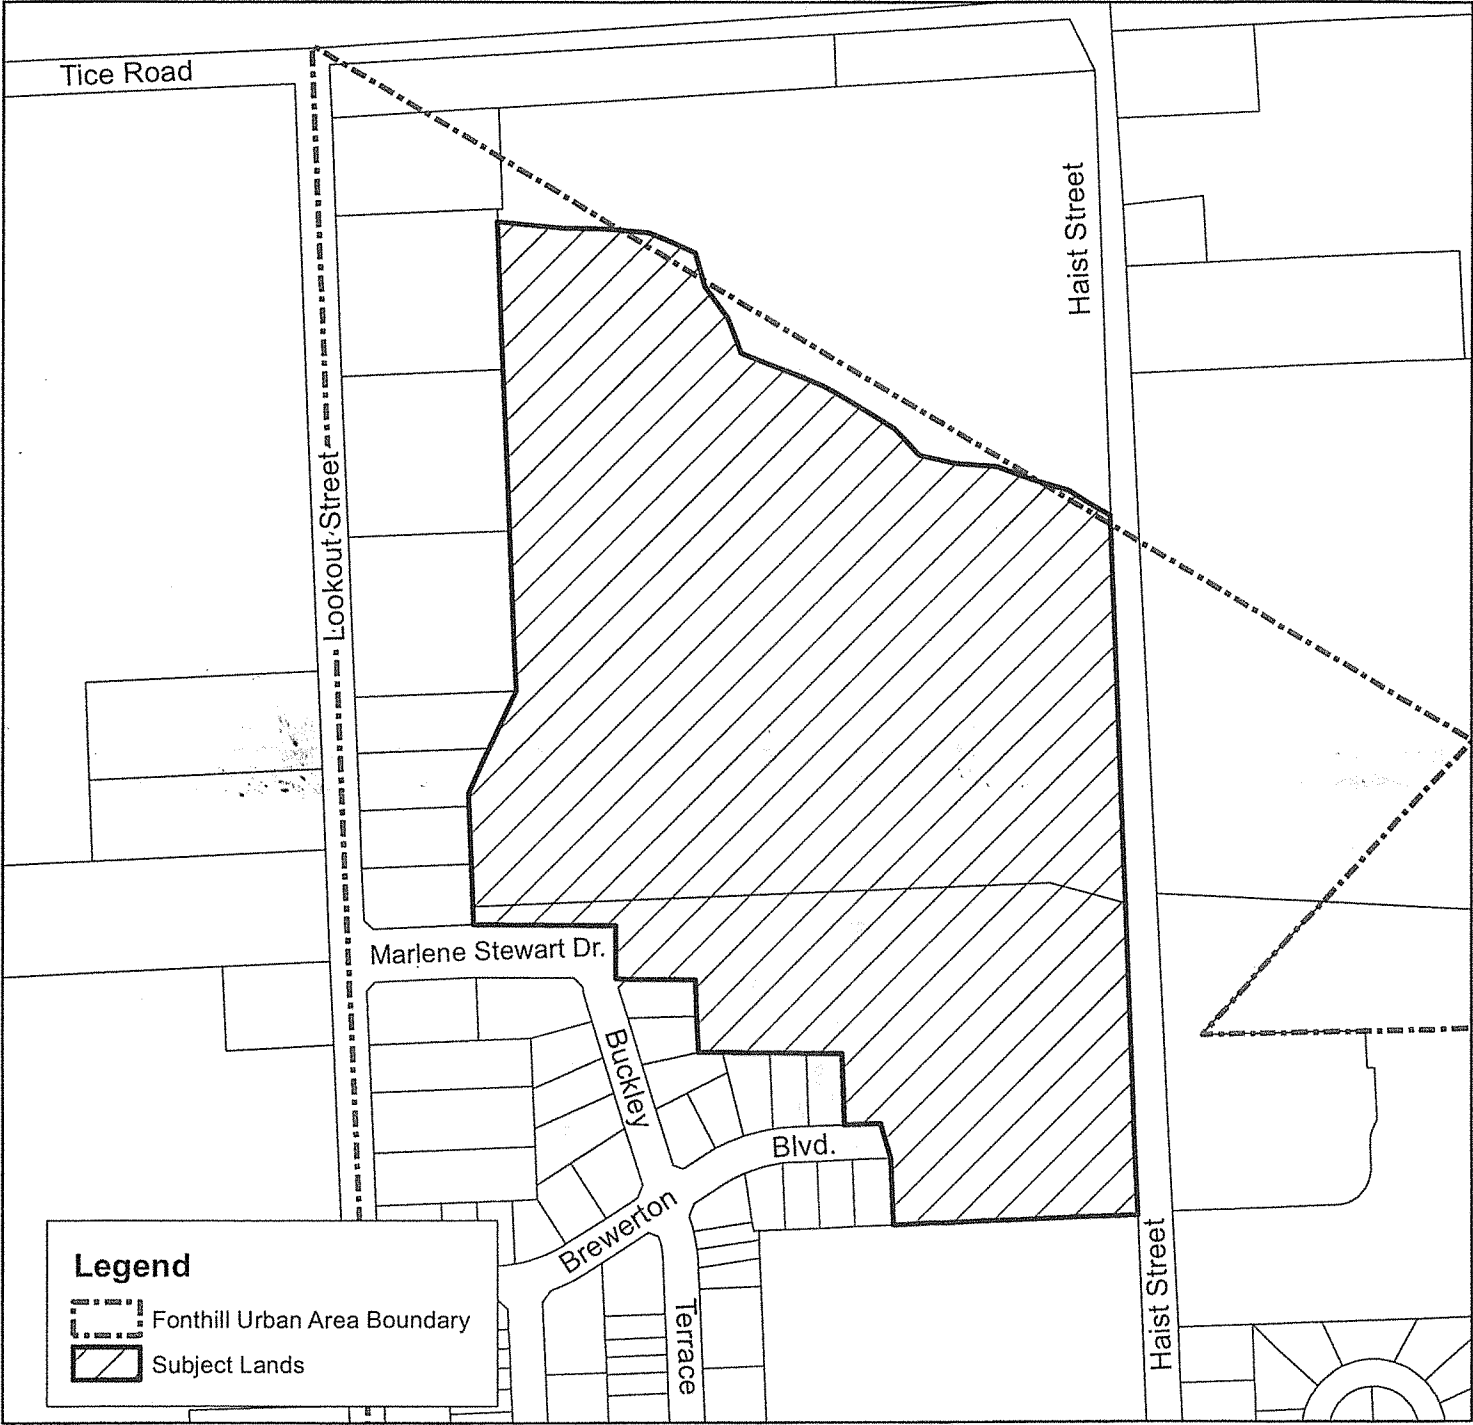 Tice Road
Haist Street
Lookout Street
Marlene Stewart Dr.
Buckley
Blvd.
Brewerton
Terrace
Haist Street
Legend
Fonthill Urban Area Boundary
Subject Lands